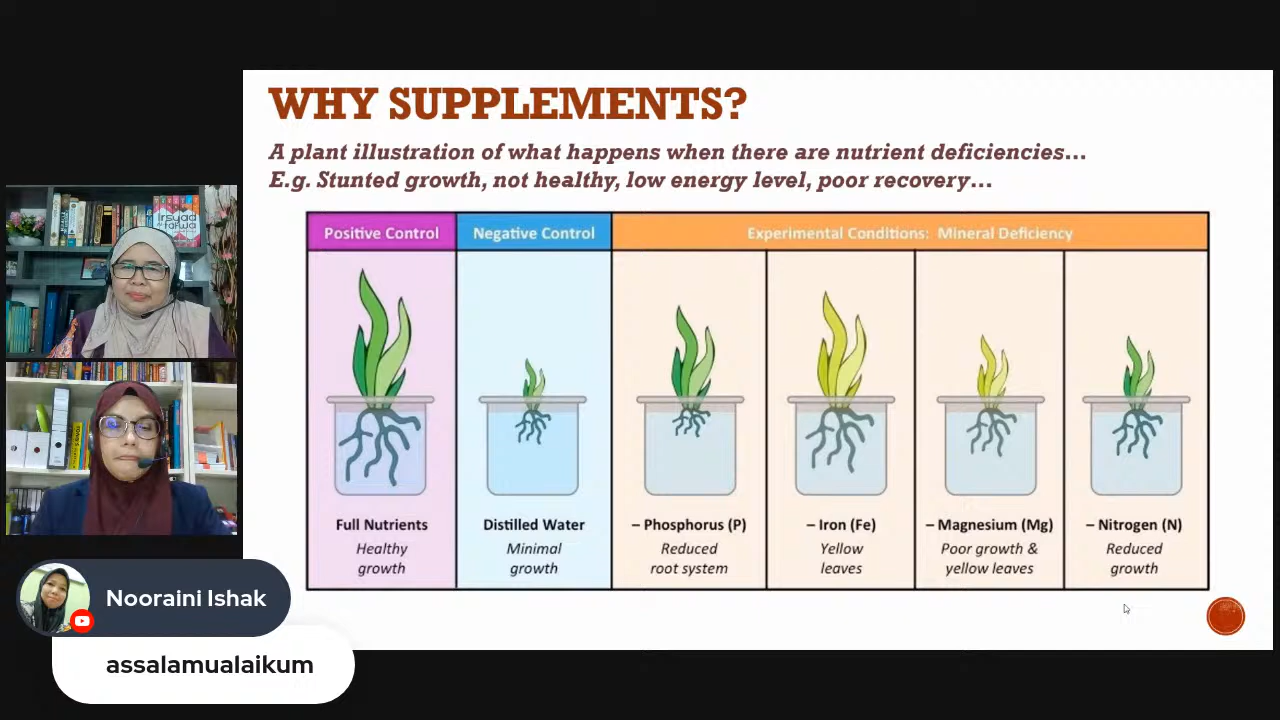 WHY SUPPLEMENTS?
A plant illustration of what happens when there are nutrient deficiencies...
E.g. Stunted growth, not healthy, low energy level, poor recovery...
Positive Control
Negative Control
Experimental Conditions: Mineral Deficiency
Full Nutrients
Healthy
growth
Distilled Water
Minimal
growth
– Phosphorus (P)
Reduced
root system
– Iron (Fe)
Yellow
leaves
– Magnesium (Mg)
Poor growth &
yellow leaves
– Nitrogen (N)
Reduced
growth
Nooraini Ishak
assalamualaikum